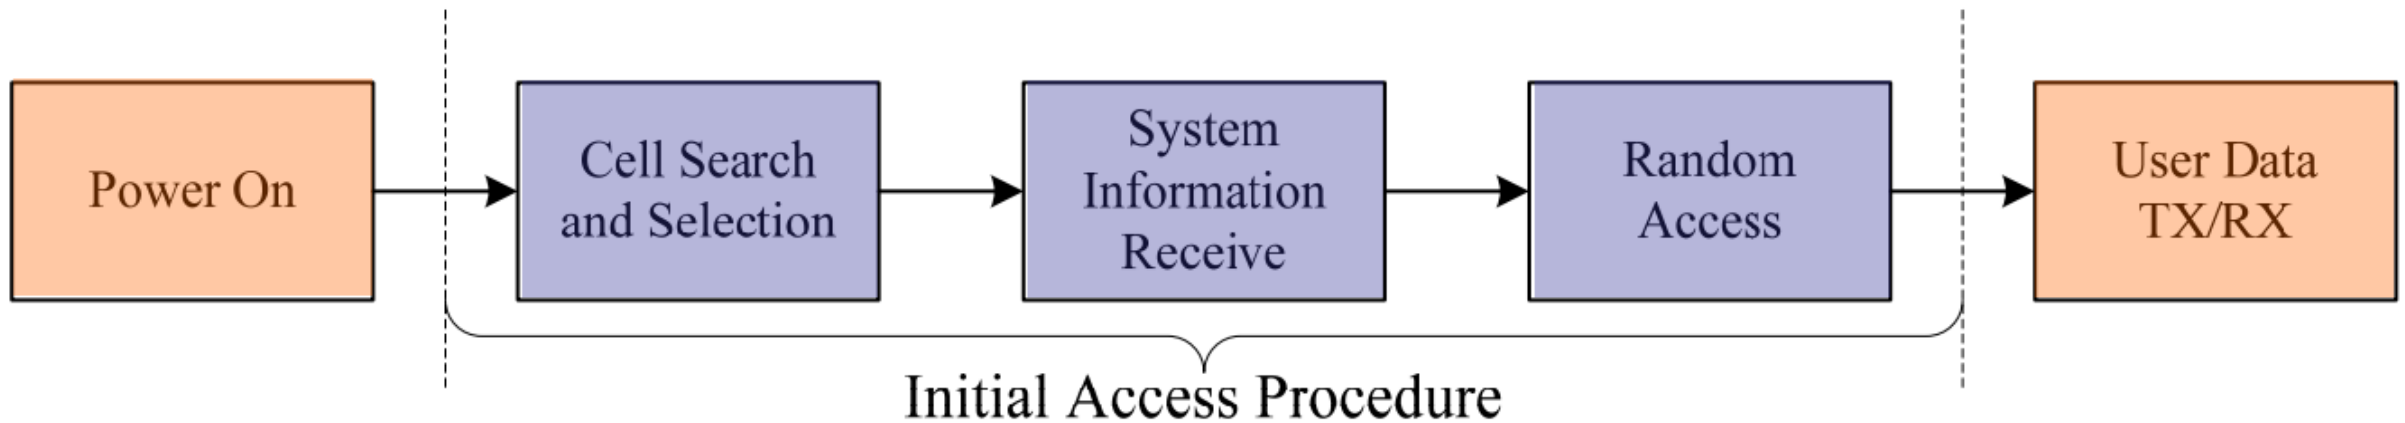 Power On
Cell Search
and Selection
System
Information
Receive
Random
Access
User Data
TX/RX
Initial Access Procedure